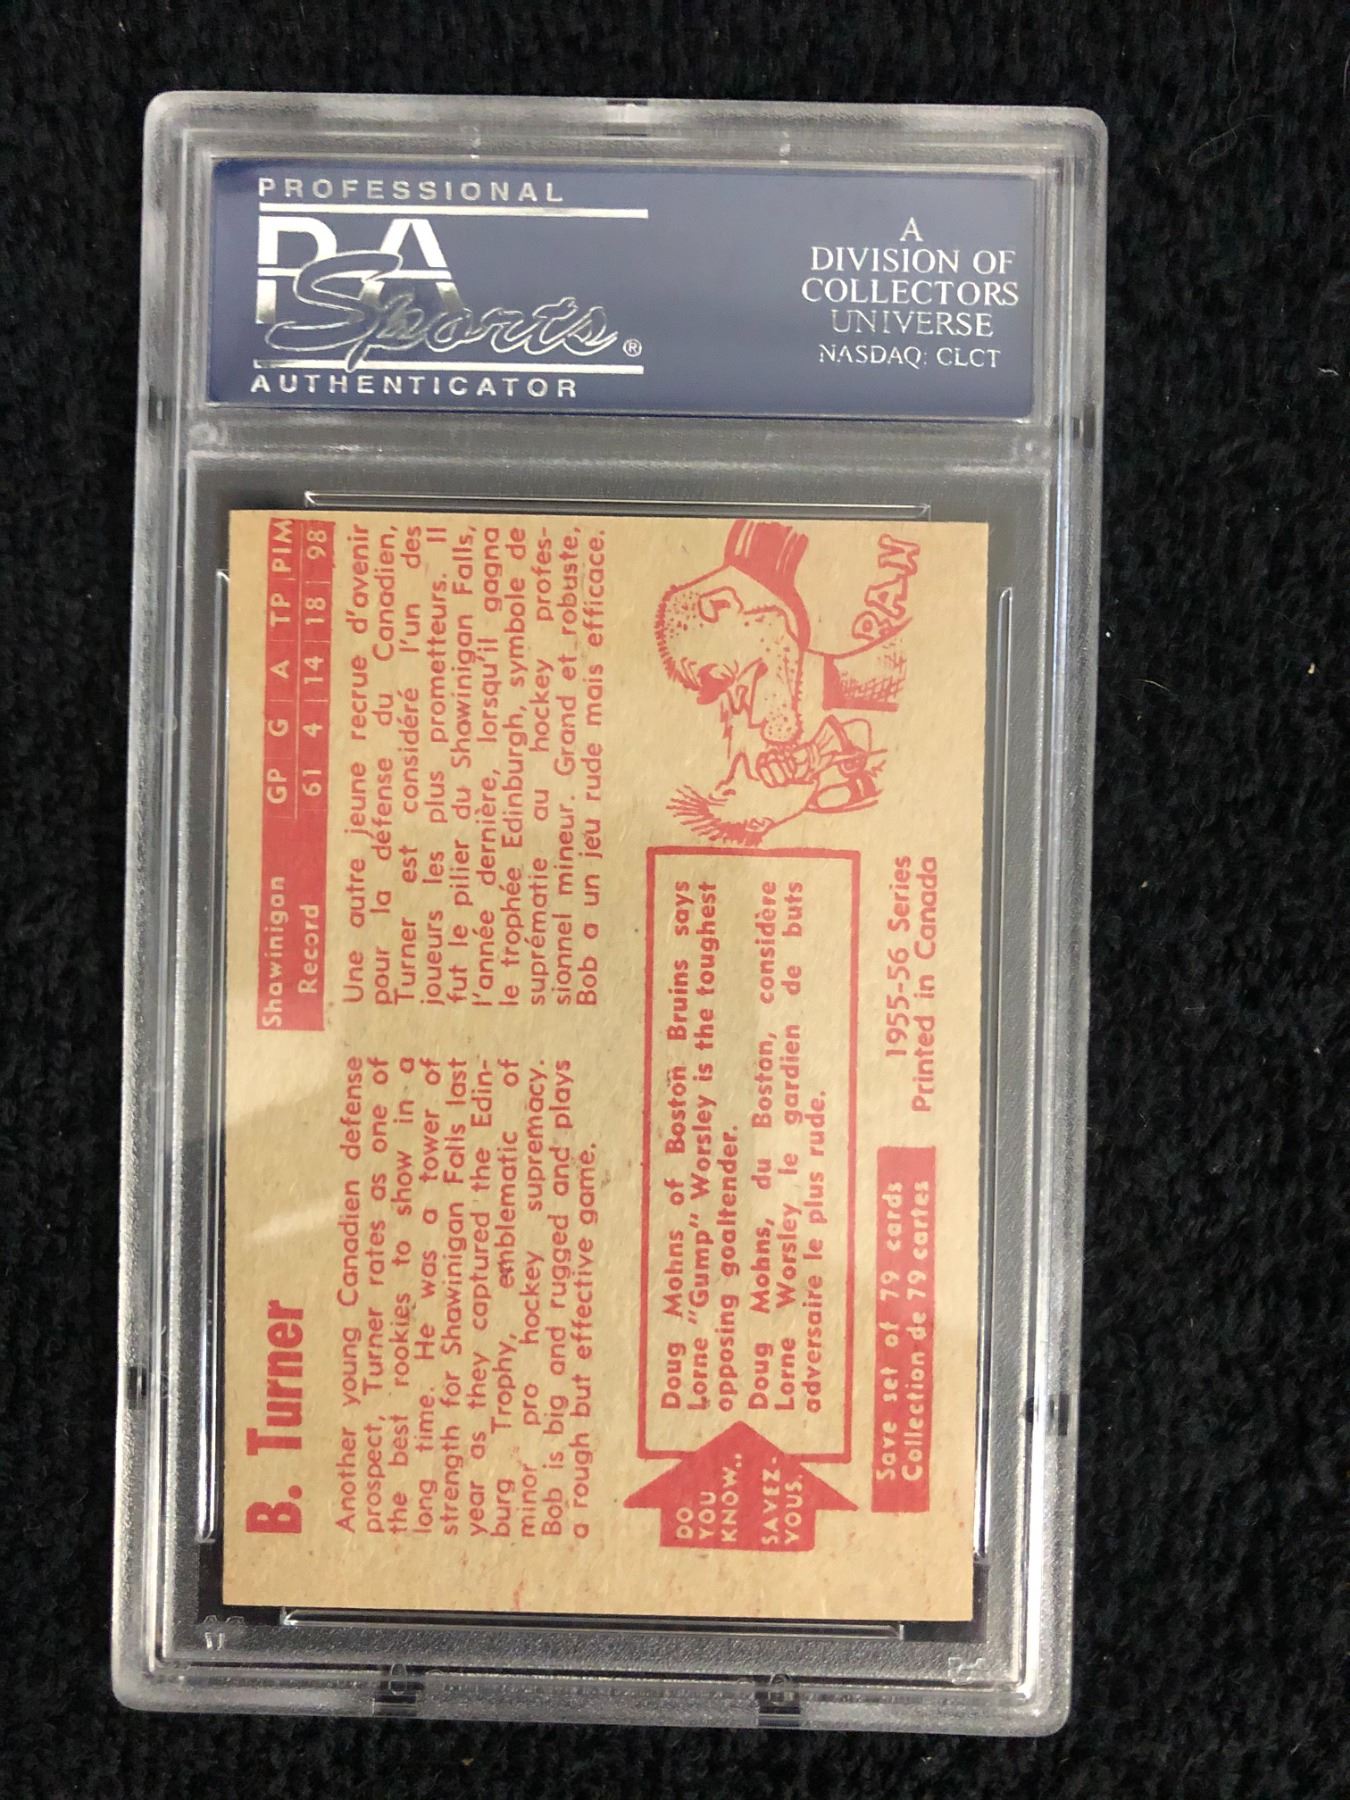 PROFESSIONAL
PSA
Sports®
AUTHENTICATOR
A
DIVISION OF
COLLECTORS
UNIVERSE
NASDAQ: CLCT
B. Turner
Another young Canadien defense
prospect, Turner rates as one of
the best rookies to show in a
long time. He was a tower of
strength for Shawinigan Falls last
year as they captured the Edin-
burg Trophy, emblematic of
minor pro hockey supremacy.
Bob is big and rugged and plays
a rough but effective game.
Shawinigan GP G A TP PIM
Record 61 4 14 18 98
Une autre jeune recrue d'avenir
pour la défense du Canadien,
Turner est considéré l'un des
joueurs les plus prometteurs. Il
fut le pilier du Shawinigan Falls,
l'année dernière, lorsqu'il gagna
le trophée Edinburgh, symbole de
suprématie au hockey profes-
sionnel mineur. Grand et robuste,
Bob a un jeu rude mais efficace.
DO
YOU
KNOW..
SAVEZ-
VOUS.
Doug Mohns of Boston Bruins says
Lorne "Gump" Worsley is the toughest
opposing goaltender.
Doug Mohns, du Boston, considère
Lorne Worsley le gardien de buts
adversaire le plus rude.
PAW
Save set of 79 cards
Collection de 79 cartes
1955-56 Series
Printed in Canada